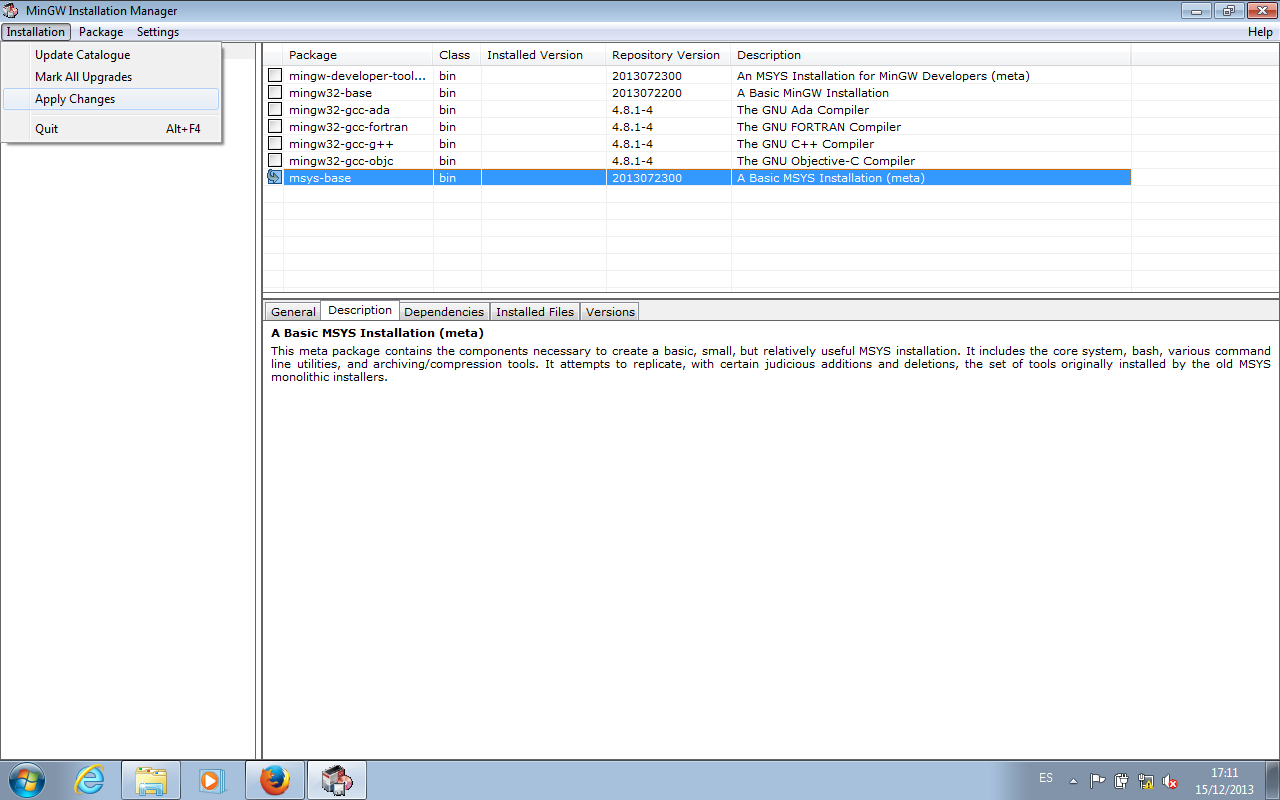 MinGW Installation Manager
Installation Package Settings Help
Update Catalogue
Mark All Upgrades
Apply Changes
Quit Alt+F4
Package Class Installed Version Repository Version Description
mingw-developer-tool... bin 2013072300 An MSYS Installation for MinGW Developers (meta)
mingw32-base bin 2013072200 A Basic MinGW Installation
mingw32-gcc-ada bin 4.8.1-4 The GNU Ada Compiler
mingw32-gcc-fortran bin 4.8.1-4 The GNU FORTRAN Compiler
mingw32-gcc-g++ bin 4.8.1-4 The GNU C++ Compiler
mingw32-gcc-objc bin 4.8.1-4 The GNU Objective-C Compiler
msys-base bin 2013072300 A Basic MSYS Installation (meta)
General Description Dependencies Installed Files Versions
A Basic MSYS Installation (meta)
This meta package contains the components necessary to create a basic, small, but relatively useful MSYS installation. It includes the core system, bash, various command
line utilities, and archiving/compression tools. It attempts to replicate, with certain judicious additions and deletions, the set of tools originally installed by the old MSYS
monolithic installers.
ES 17:11
15/12/2013